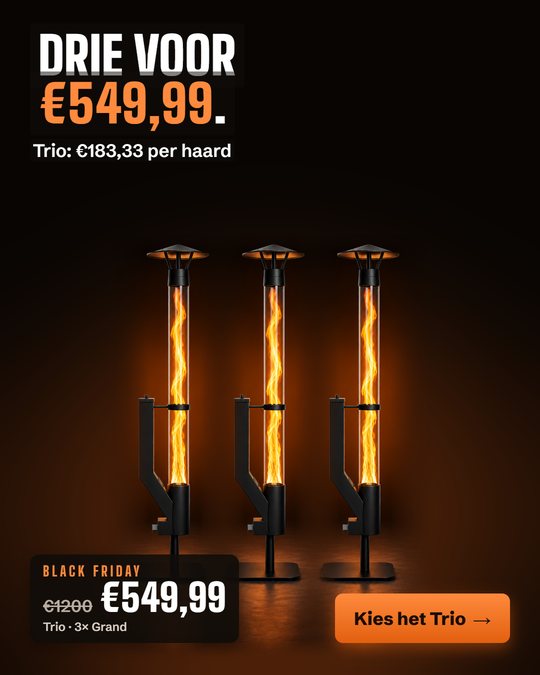 DRIE VOOR
€549,99.
Trio: €183,33 per haard
BLACK FRIDAY
€1200 €549,99
Trio · 3× Grand
Kies het Trio →